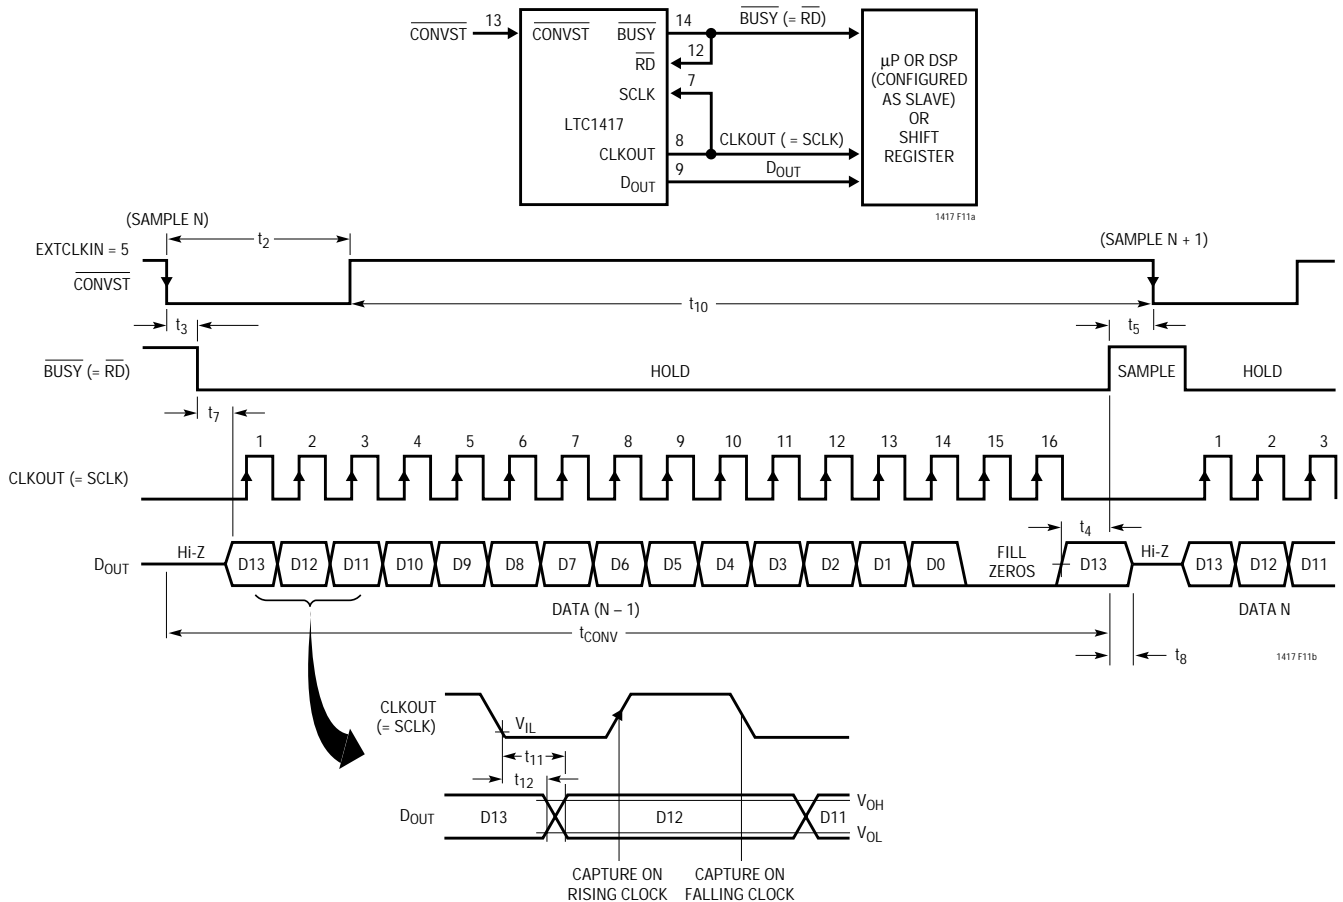 CONVST 13 CONVST BUSY 14 BUSY (= RD)
RD 12
SCLK 7
LTC1417
CLKOUT 8 CLKOUT ( = SCLK)
DOUT 9 DOUT
µP OR DSP
(CONFIGURED
AS SLAVE)
OR
SHIFT
REGISTER
1417 F11a
(SAMPLE N)
(SAMPLE N + 1)
EXTCLKIN = 5
t2
CONVST
t10
t3
t5
BUSY (= RD)
HOLD
SAMPLE
HOLD
t7
1 2 3 4 5 6 7 8 9 10 11 12 13 14 15 16 1 2 3
CLKOUT (= SCLK)
t4
DOUT
Hi-Z
D13 D12 D11 D10 D9 D8 D7 D6 D5 D4 D3 D2 D1 D0
FILL
ZEROS
D13
Hi-Z
D13 D12 D11
DATA (N – 1)
DATA N
tCONV
t8
1417 F11b
CLKOUT
(= SCLK)
VIL
t11
t12
DOUT
D13
D12
D11
VOH
VOL
CAPTURE ON
RISING CLOCK
CAPTURE ON
FALLING CLOCK